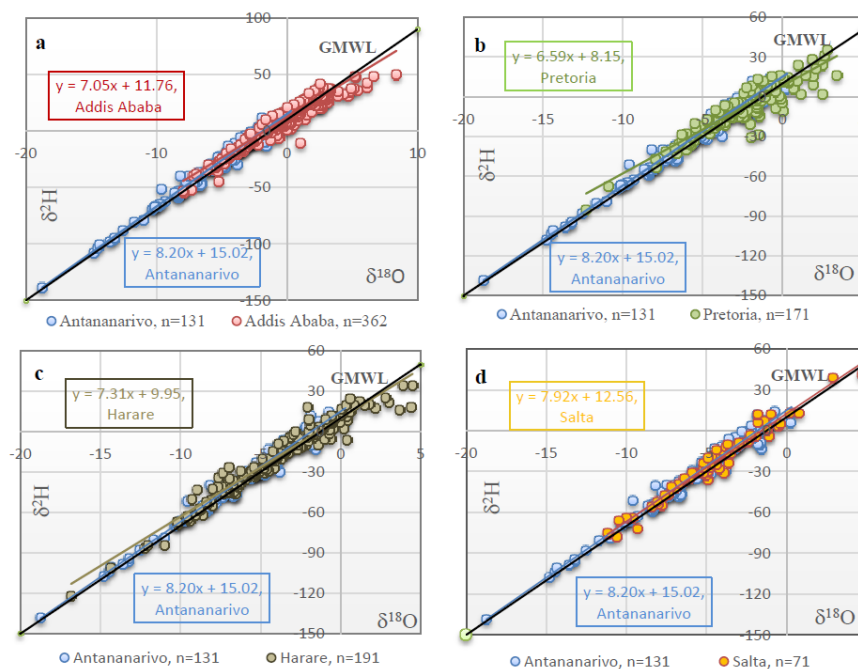 a
100
GMWL
y = 7.05x + 11.76,
Addis Ababa
50
0
-20
-10
0
10
-50
δ²H
-100
y = 8.20x + 15.02,
Antananarivo
δ¹⁸O
-150
Antananarivo, n=131
Addis Ababa, n=362
b
60
GMWL
y = 6.59x + 8.15,
Pretoria
30
-20
-15
-10
-5
0
-30
-60
δ²H
-90
y = 8.20x + 15.02,
Antananarivo
-120
δ¹⁸O
-150
Antananarivo, n=131
Pretoria, n=171
c
60
GMWL
y = 7.31x + 9.95,
Harare
30
-20
-15
-10
-5
0
5
-30
-60
δ²H
-90
y = 8.20x + 15.02,
Antananarivo
-120
δ¹⁸O
-150
Antananarivo, n=131
Harare, n=191
d
60
GMWL
y = 7.92x + 12.56,
Salta
30
-20
-15
-10
-5
0
-30
-60
δ²H
-90
y = 8.20x + 15.02,
Antananarivo
-120
δ¹⁸O
-150
Antananarivo, n=131
Salta, n=71